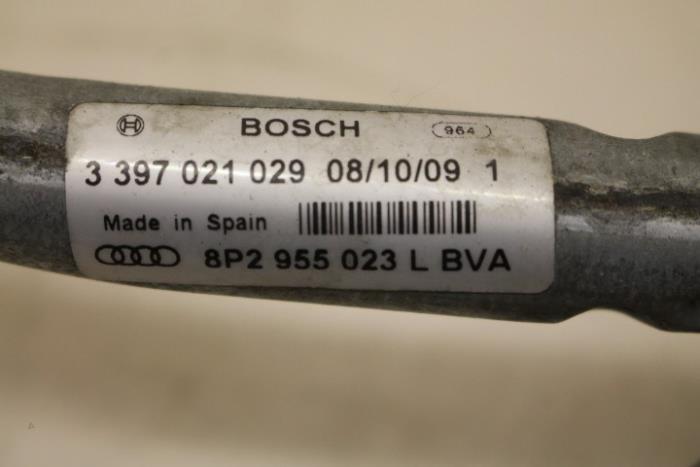 BOSCH 964
3 397 021 029 08/10/09 1
Made in Spain
8P2 955 023 L BVA